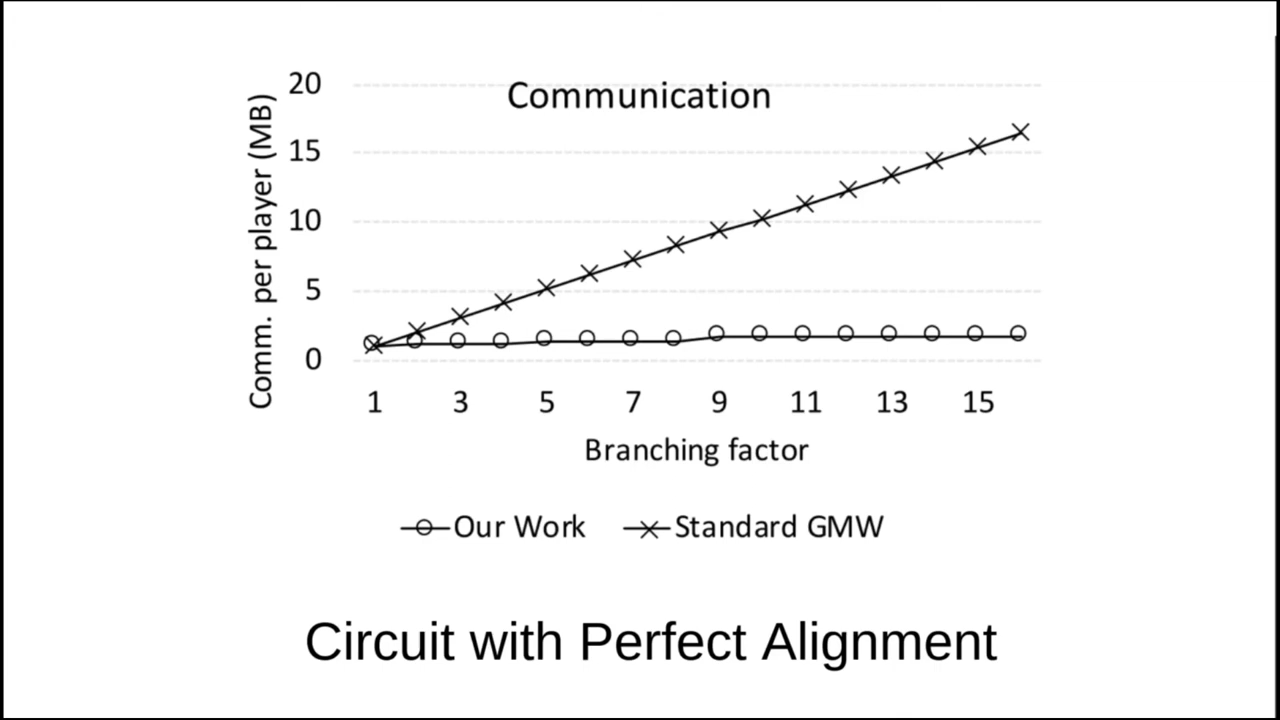 Communication
Comm. per player (MB)
20
15
10
5
0
1 3 5 7 9 11 13 15
Branching factor
Our Work Standard GMW
Circuit with Perfect Alignment